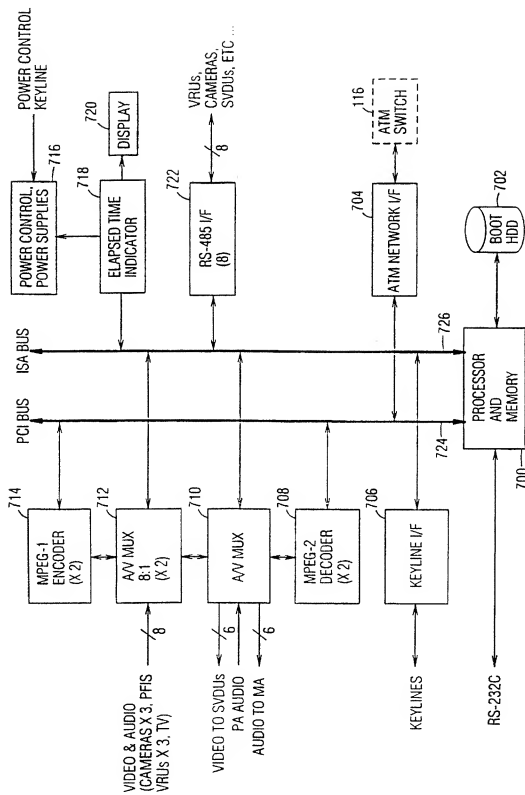 POWER CONTROL
KEYLINE
716
POWER CONTROL,
POWER SUPPLIES
720
DISPLAY
718
ELAPSED TIME
INDICATOR
VRUs,
CAMERAS,
SVDUs, ETC
8
722
RS-485 I/F
(8)
116
ATM
SWITCH
704
ATM NETWORK I/F
702
BOOT
HDD
ISA BUS
726
PCI BUS
724
PROCESSOR
AND
MEMORY
700
714
MPEG-1
ENCODER
(X 2)
712
A/V MUX
8:1
(X 2)
710
A/V MUX
708
MPEG-2
DECODER
(X 2)
706
KEYLINE I/F
8
VIDEO & AUDIO
(CAMERAS X 3, PFIS
VRUs X 3, TV)
6
VIDEO TO SVDUs
PA AUDIO
6
AUDIO TO MA
KEYLINES
RS-232C